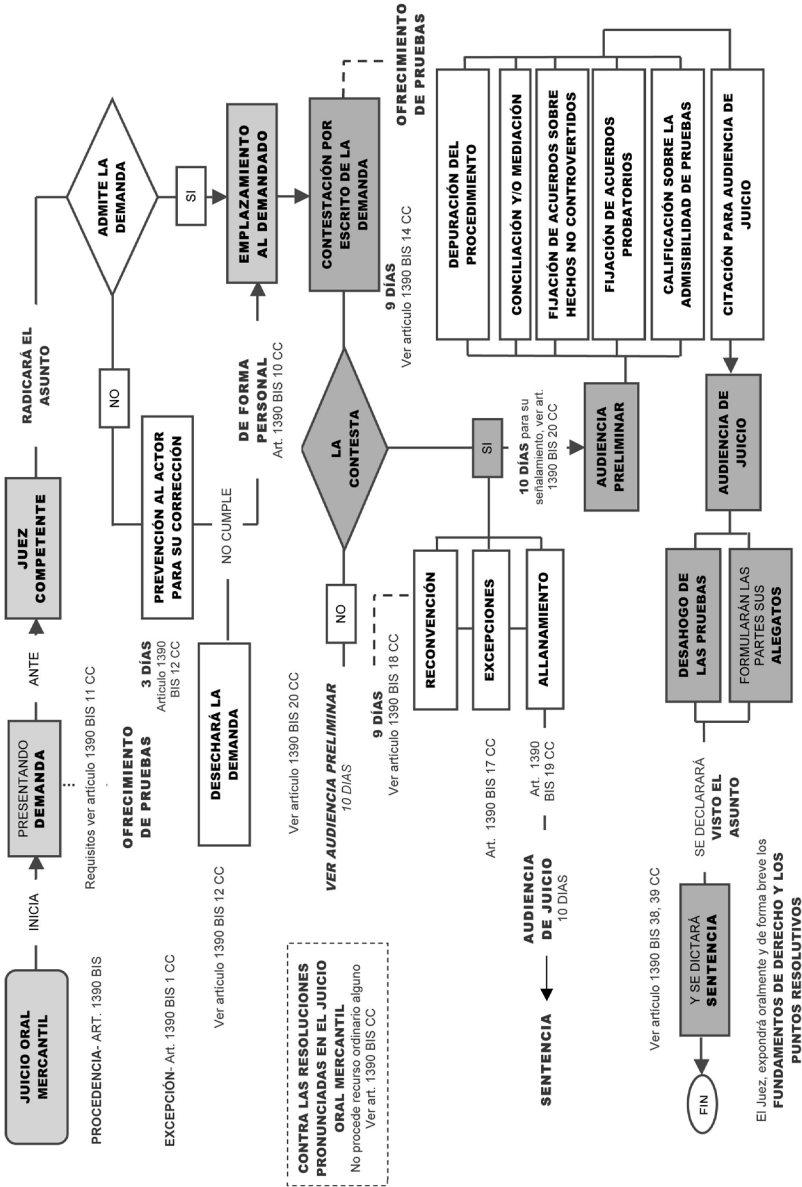 JUICIO ORAL
MERCANTIL
PROCEDENCIA- ART. 1390 BIS
EXCEPCIÓN- Art. 1390 BIS 1 CC
INICIA
PRESENTANDO
DEMANDA
Requisitos ver artículo 1390 BIS 11 CC
OFRECIMIENTO
DE PRUEBAS
ANTE
JUEZ
COMPETENTE
RADICARÁ EL
ASUNTO
ADMITE LA
DEMANDA
NO
SI
3 DÍAS
Artículo 1390
BIS 12 CC
PREVENCIÓN AL ACTOR
PARA SU CORRECCIÓN
NO CUMPLE
DESECHARÁ LA
DEMANDA
Ver artículo 1390 BIS 12 CC
DE FORMA
PERSONAL
Art. 1390 BIS 10 CC
EMPLAZAMIENTO
AL DEMANDADO
CONTESTACIÓN POR
ESCRITO DE LA
DEMANDA
OFRECIMIENTO
DE PRUEBAS
9 DÍAS
Ver artículo 1390 BIS 14 CC
LA
CONTESTA
NO
Ver artículo 1390 BIS 20 CC
VER AUDIENCIA PRELIMINAR
10 DIAS
CONTRA LAS RESOLUCIONES
PRONUNCIADAS EN EL JUICIO
ORAL MERCANTIL
No procede recurso ordinario alguno
Ver art. 1390 BIS CC
SI
9 DÍAS
Ver artículo 1390 BIS 18 CC
RECONVENCIÓN
EXCEPCIONES
ALLANAMIENTO
Art. 1390 BIS 17 CC
Art. 1390
BIS 19 CC
AUDIENCIA
DE JUICIO
10 DIAS
SENTENCIA
10 DÍAS para su
señalamiento, ver art.
1390 BIS 20 CC
AUDIENCIA
PRELIMINAR
DEPURACIÓN DEL
PROCEDIMIENTO
CONCILIACIÓN Y/O MEDIACIÓN
FIJACIÓN DE ACUERDOS SOBRE
HECHOS NO CONTROVERTIDOS
FIJACIÓN DE ACUERDOS
PROBATORIOS
CALIFICACIÓN SOBRE LA
ADMISIBILIDAD DE PRUEBAS
CITACIÓN PARA AUDIENCIA DE
JUICIO
AUDIENCIA DE
JUICIO
DESAHOGO DE
LAS PRUEBAS
FORMULARÁN LAS
PARTES SUS
ALEGATOS
SE DECLARARÁ
VISTO EL
ASUNTO
Ver artículo 1390 BIS 38, 39 CC
Y SE DICTARÁ
SENTENCIA
FIN
El Juez, expondrá oralmente y de forma breve los
FUNDAMENTOS DE DERECHO Y LOS
PUNTOS RESOLUTIVOS